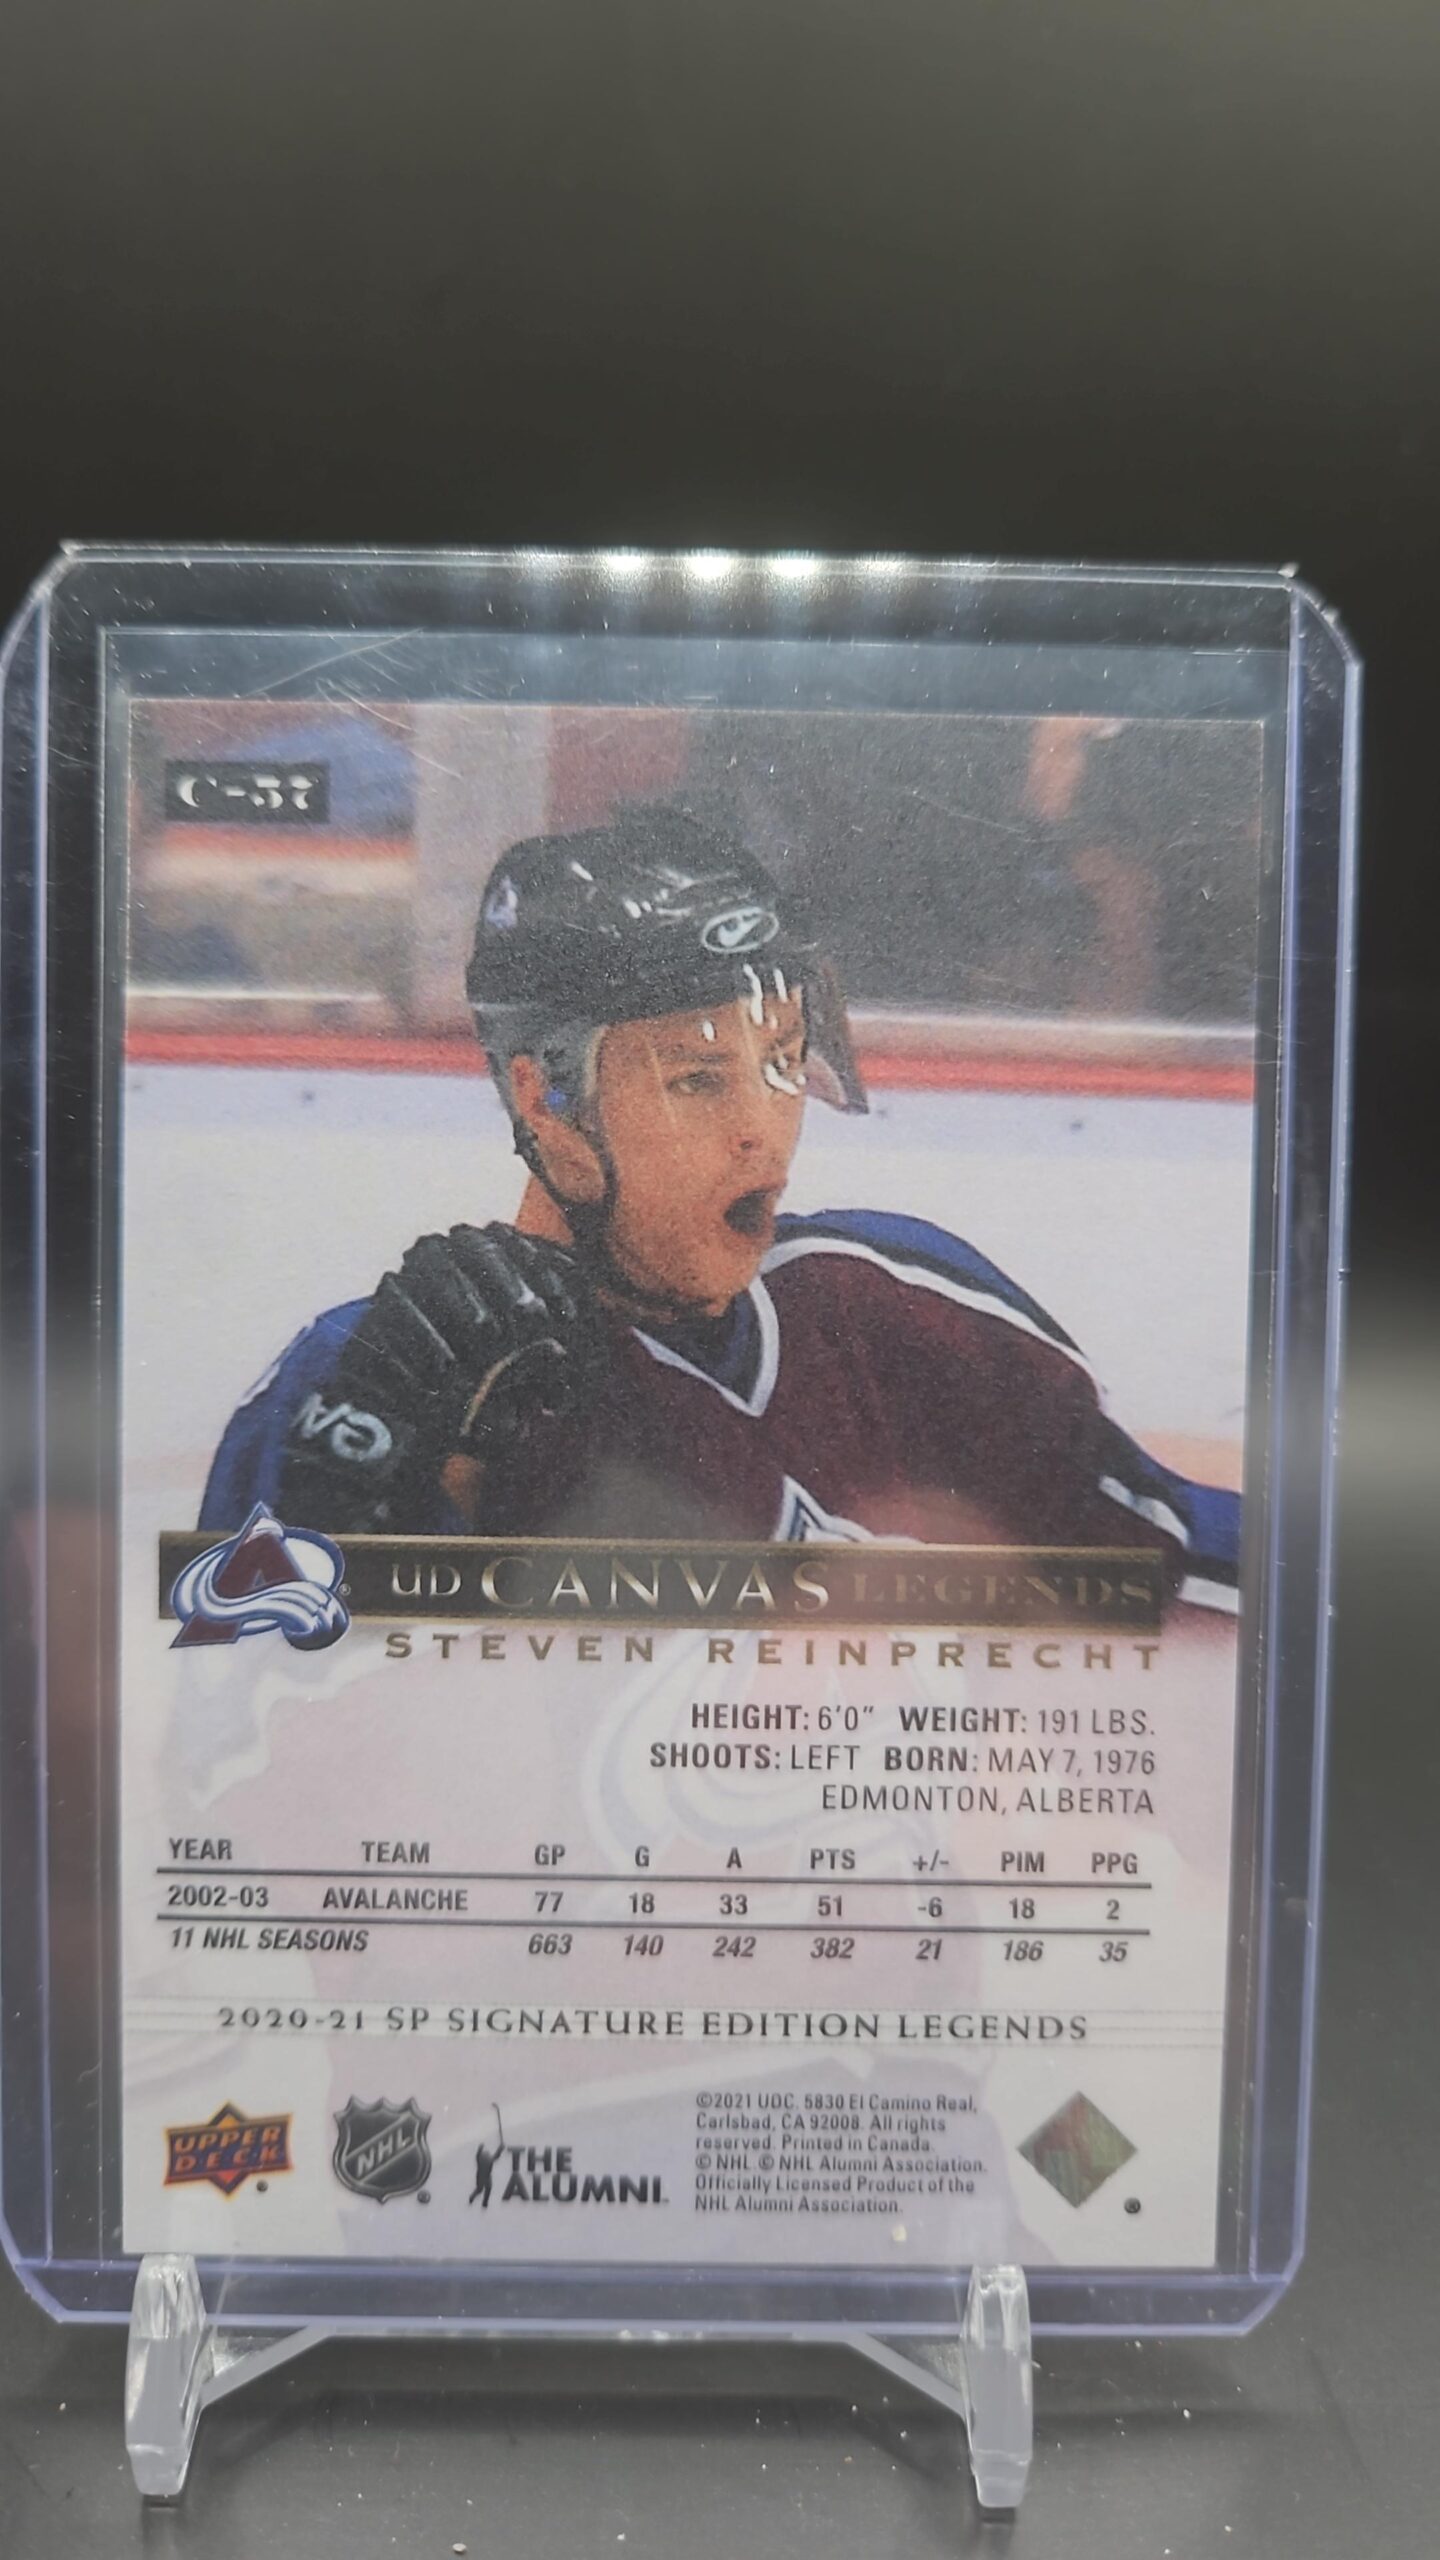 C-57
UD CANVAS LEGENDS
STEVEN REINPRECHT
HEIGHT: 6'0" WEIGHT: 191 LBS.
SHOOTS: LEFT BORN: MAY 7, 1976
EDMONTON, ALBERTA
YEAR TEAM GP G A PTS +/- PIM PPG
2002-03 AVALANCHE 77 18 33 51 -6 18 2
11 NHL SEASONS 663 140 242 382 21 186 35
2020-21 SP SIGNATURE EDITION LEGENDS
UPPER DECK
NHL
THE ALUMNI
©2021 UDC. 5830 El Camino Real,
Carlsbad, CA 92008. All rights
reserved. Printed in Canada.
© NHL. © NHL Alumni Association.
Officially Licensed Product of the
NHL Alumni Association.